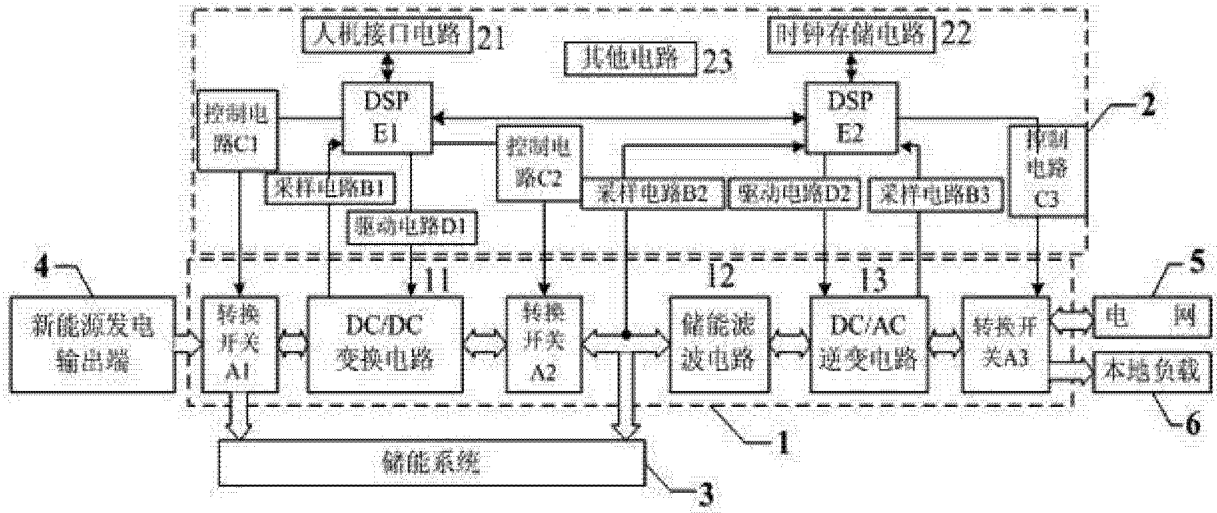 人机接口电路 21
其他电路 23
时钟存储电路 22
控制电
路C1
DSP
E1
DSP
E2
2
控制电
路C2
控制
电路
C3
采样电路B1
驱动电路D1
采样电路B2
驱动电路D2
采样电路B3
4
11
12
13
5
新能源发电
输出端
转换
开关
A1
DC/DC
变换电路
转换
开关
A2
储能滤
波电路
DC/AC
逆变电路
转换开
关A3
电 网
本地负载
6
1
储能系统
3